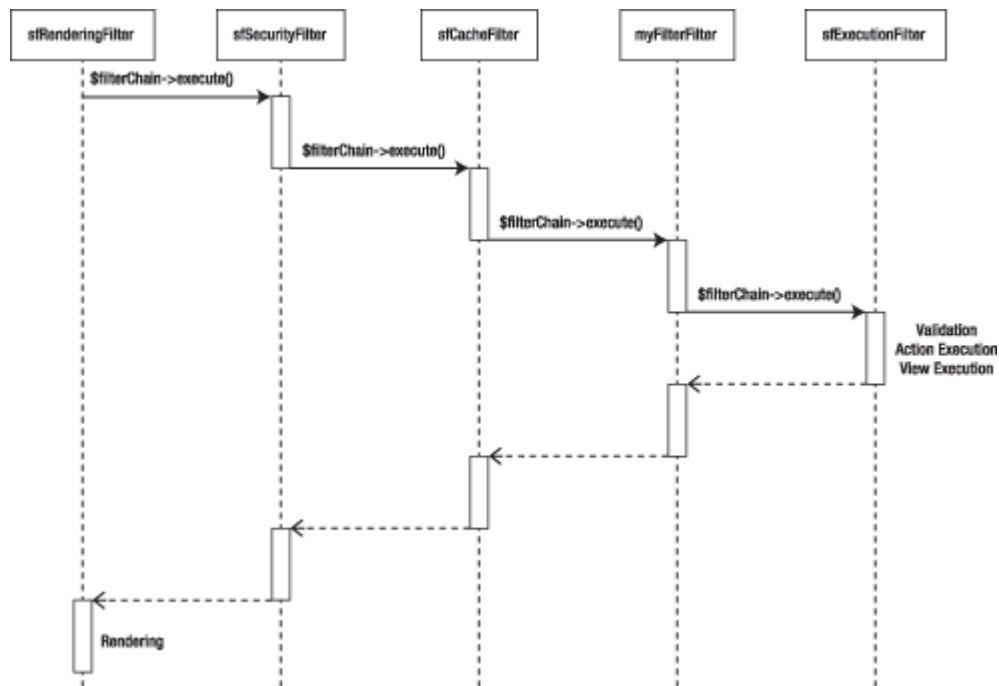 sfRenderingFilter
sfSecurityFilter
sfCacheFilter
myFilterFilter
sfExecutionFilter
$filterChain->execute()
$filterChain->execute()
$filterChain->execute()
$filterChain->execute()
Validation
Action Execution
View Execution
Rendering